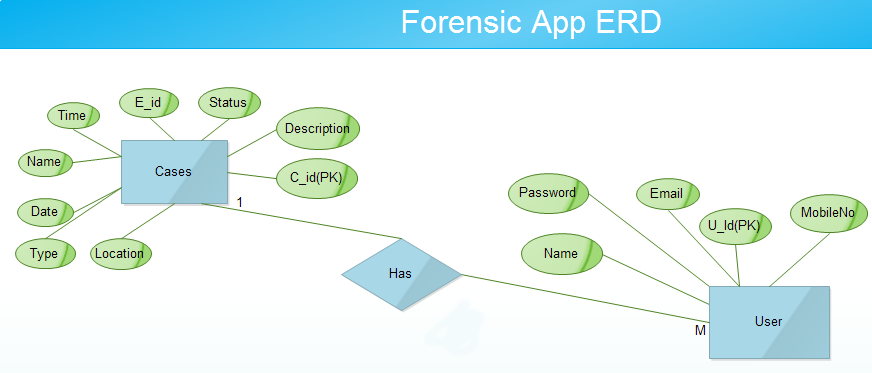 Forensic App ERD
E_id
Status
Time
Description
Name
Cases
C_id(PK)
1
Date
Type
Location
Has
Password
Email
U_Id(PK)
MobileNo
Name
User
M